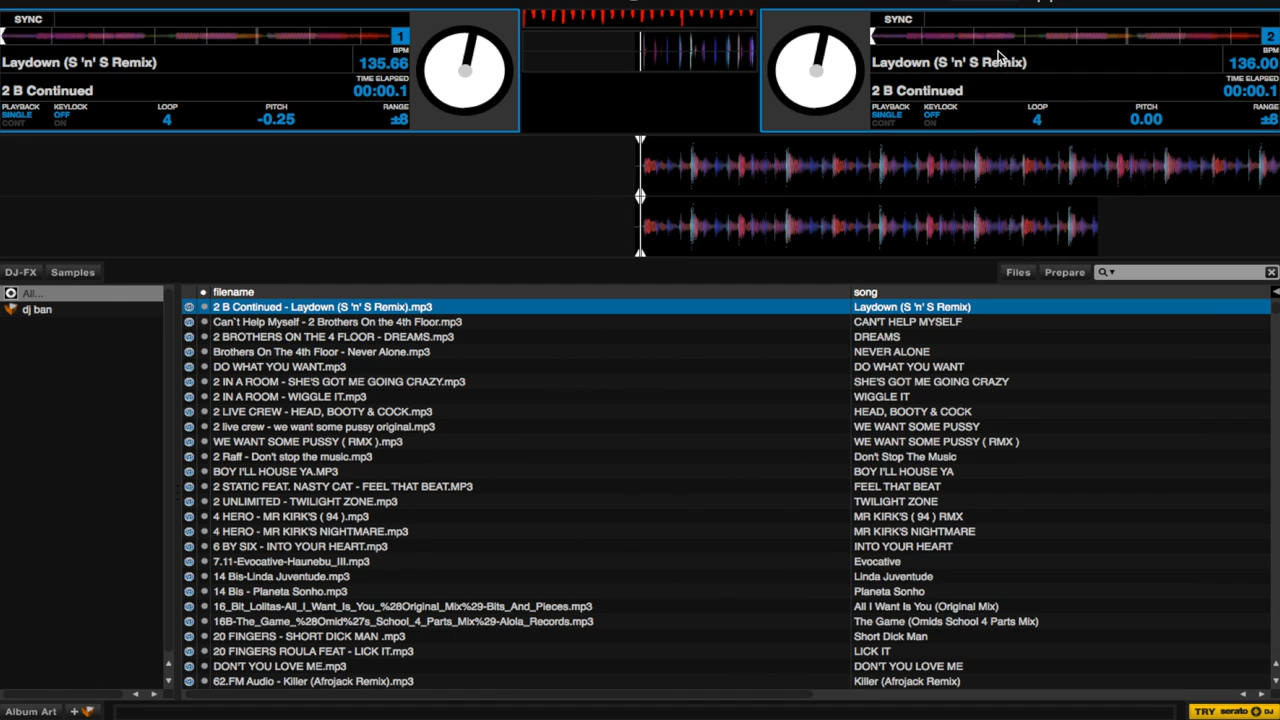 SYNC
1
BPM
Laydown (S 'n' S Remix)
135.66
TIME ELAPSED
2 B Continued
00:00.1
PLAYBACK KEYLOCK LOOP PITCH RANGE
SINGLE OFF 4 -0.25 ±8
CONT ON
SYNC
2
BPM
Laydown (S 'n' S Remix)
136.00
TIME ELAPSED
2 B Continued
00:00.1
PLAYBACK KEYLOCK LOOP PITCH RANGE
SINGLE OFF 4 0.00 ±8
CONT ON
DJ-FX Samples Files Prepare
All...
dj ban
filename song
2 B Continued - Laydown (S 'n' S Remix).mp3 Laydown (S 'n' S Remix)
Can`t Help Myself - 2 Brothers On the 4th Floor.mp3 CAN'T HELP MYSELF
2 BROTHERS ON THE 4 FLOOR - DREAMS.mp3 DREAMS
Brothers On The 4th Floor - Never Alone.mp3 NEVER ALONE
DO WHAT YOU WANT.mp3 DO WHAT YOU WANT
2 IN A ROOM - SHE'S GOT ME GOING CRAZY.mp3 SHE'S GOT ME GOING CRAZY
2 IN A ROOM - WIGGLE IT.mp3 WIGGLE IT
2 LIVE CREW - HEAD, BOOTY & COCK.mp3 HEAD, BOOTY & COCK
2 live crew - we want some pussy original.mp3 WE WANT SOME PUSSY
WE WANT SOME PUSSY ( RMX ).mp3 WE WANT SOME PUSSY ( RMX )
2 Raff - Don't stop the music.mp3 Don't Stop The Music
BOY I'LL HOUSE YA.MP3 BOY I'LL HOUSE YA
2 STATIC FEAT. NASTY CAT - FEEL THAT BEAT.MP3 FEEL THAT BEAT
2 UNLIMITED - TWILIGHT ZONE.mp3 TWILIGHT ZONE
4 HERO - MR KIRK'S ( 94 ).mp3 MR KIRK'S ( 94 ) RMX
4 HERO - MR KIRK'S NIGHTMARE.mp3 MR KIRK'S NIGHTMARE
6 BY SIX - INTO YOUR HEART.mp3 INTO YOUR HEART
7.11-Evocative-Haunebu_III.mp3 Evocative
14 Bis-Linda Juventude.mp3 Linda Juventude
14 Bis - Planeta Sonho.mp3 Planeta Sonho
16_Bit_Lolitas-All_I_Want_Is_You_%28Original_Mix%29-Bits_And_Pieces.mp3 All I Want Is You (Original Mix)
16B-The_Game_%28Omid%27s_School_4_Parts_Mix%29-Alola_Records.mp3 The Game (Omids School 4 Parts Mix)
20 FINGERS - SHORT DICK MAN .mp3 Short Dick Man
20 FINGERS ROULA FEAT - LICK IT.mp3 LICK IT
DON'T YOU LOVE ME.mp3 DON'T YOU LOVE ME
62.FM Audio - Killer (Afrojack Remix).mp3 Killer (Afrojack Remix)
Album Art TRY serato DJ